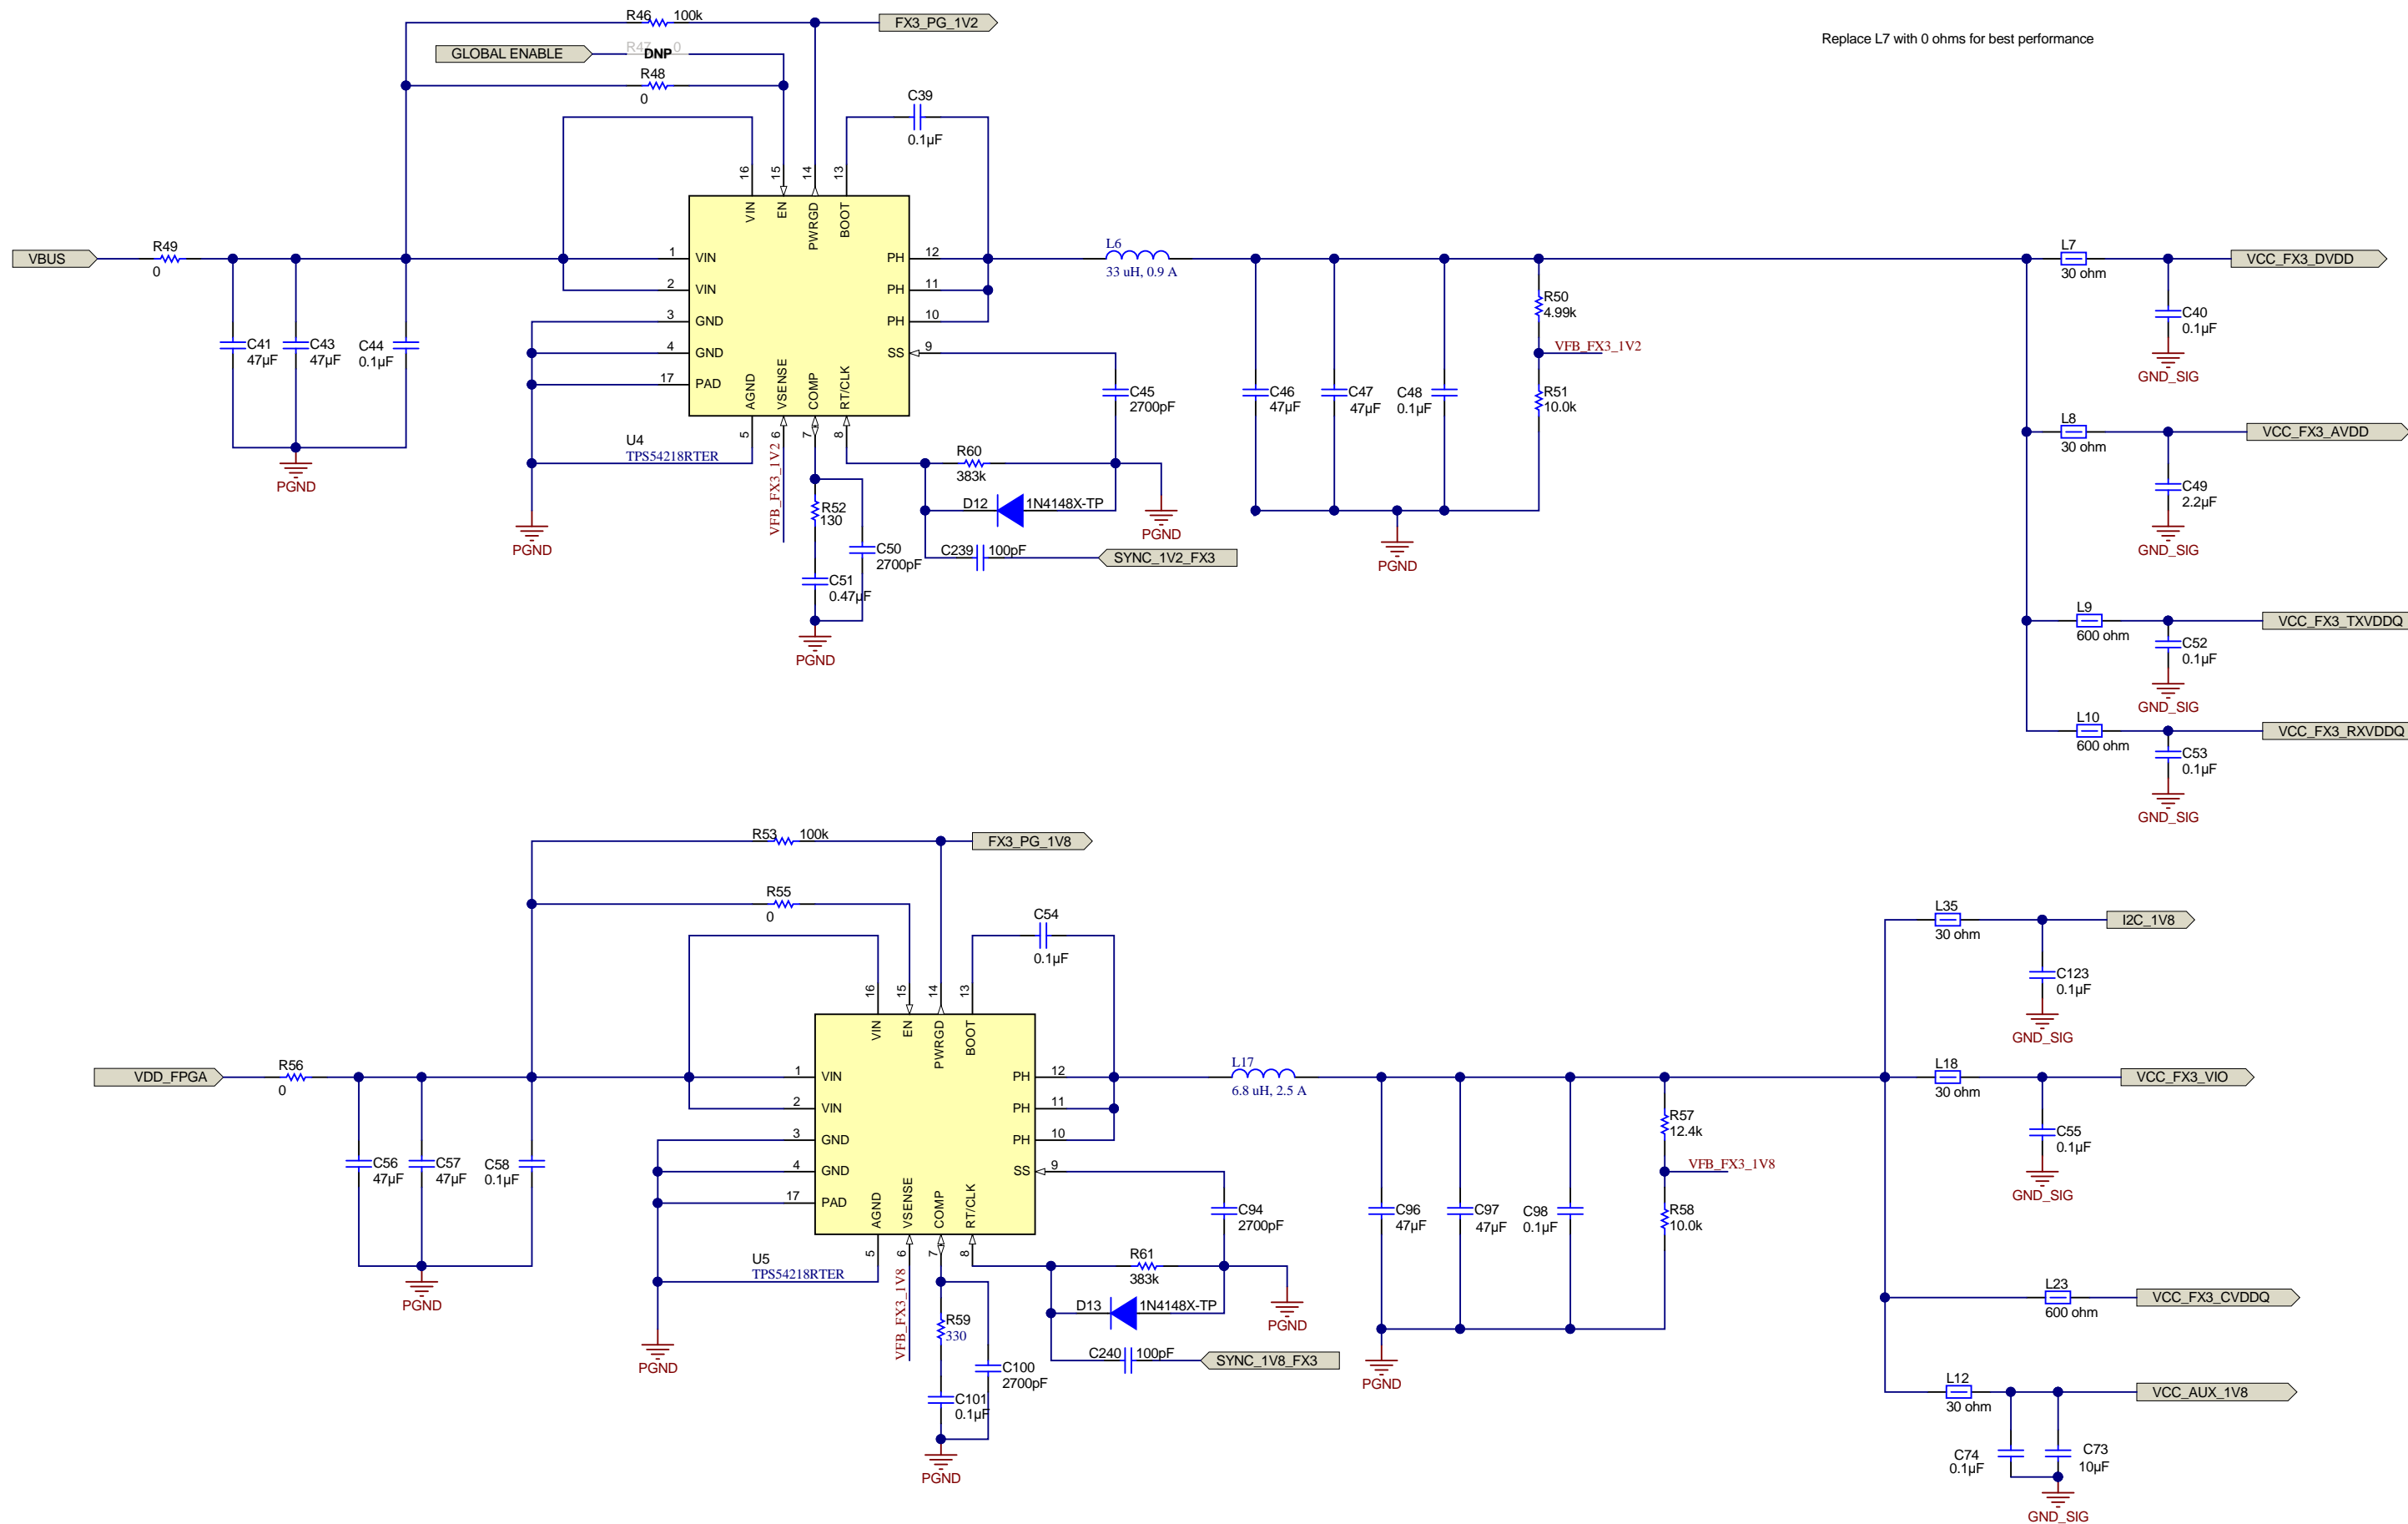 R46 100k
FX3_PG_1V2
Replace L7 with 0 ohms for best performance
GLOBAL ENABLE
R47 DNP 0
R48
0
C39
0.1µF
16
15
14
13
VIN
EN
PWRGD
BOOT
VBUS
R49
0
1 VIN
2 VIN
3 GND
4 GND
17 PAD
PH 12
PH 11
PH 10
SS 9
AGND
VSENSE
COMP
RT/CLK
5
6
7
8
U4
TPS54218RTER
VFB_FX3_1V2
C41
47µF
C43
47µF
C44
0.1µF
PGND
PGND
L6
33 uH, 0.9 A
C45
2700pF
R60
383k
D12 1N4148X-TP
PGND
C239 100pF
SYNC_1V2_FX3
R52
130
C50
2700pF
C51
0.47µF
PGND
C46
47µF
C47
47µF
C48
0.1µF
R50
4.99k
VFB_FX3_1V2
R51
10.0k
PGND
L7
30 ohm
VCC_FX3_DVDD
C40
0.1µF
GND_SIG
L8
30 ohm
VCC_FX3_AVDD
C49
2.2µF
GND_SIG
L9
600 ohm
VCC_FX3_TXVDDQ
C52
0.1µF
GND_SIG
L10
600 ohm
VCC_FX3_RXVDDQ
C53
0.1µF
GND_SIG
R53 100k
FX3_PG_1V8
R55
0
C54
0.1µF
16
15
14
13
VIN
EN
PWRGD
BOOT
VDD_FPGA
R56
0
1 VIN
2 VIN
3 GND
4 GND
17 PAD
PH 12
PH 11
PH 10
SS 9
AGND
VSENSE
COMP
RT/CLK
5
6
7
8
U5
TPS54218RTER
VFB_FX3_1V8
C56
47µF
C57
47µF
C58
0.1µF
PGND
PGND
L17
6.8 uH, 2.5 A
C94
2700pF
R61
383k
D13 1N4148X-TP
PGND
C240 100pF
SYNC_1V8_FX3
R59
330
C100
2700pF
C101
0.1µF
PGND
C96
47µF
C97
47µF
C98
0.1µF
R57
12.4k
VFB_FX3_1V8
R58
10.0k
PGND
L35
30 ohm
I2C_1V8
C123
0.1µF
GND_SIG
L18
30 ohm
VCC_FX3_VIO
C55
0.1µF
GND_SIG
L23
600 ohm
VCC_FX3_CVDDQ
L12
30 ohm
VCC_AUX_1V8
C74
0.1µF
C73
10µF
GND_SIG